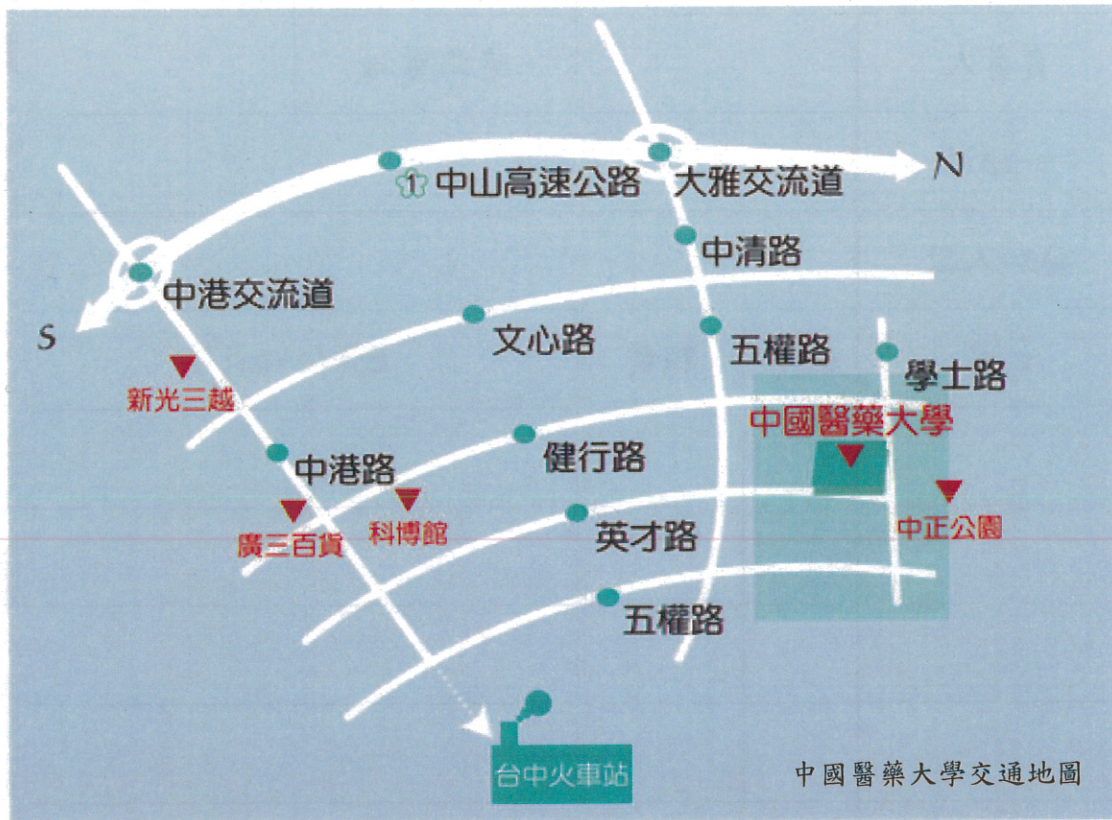 N
1 中山高速公路 大雅交流道
中清路
中港交流道
S
文心路
五權路
學士路
新光三越
中國醫藥大學
健行路
中港路
科博館
廣三百貨
英才路
中正公園
五權路
台中火車站
中國醫藥大學交通地圖